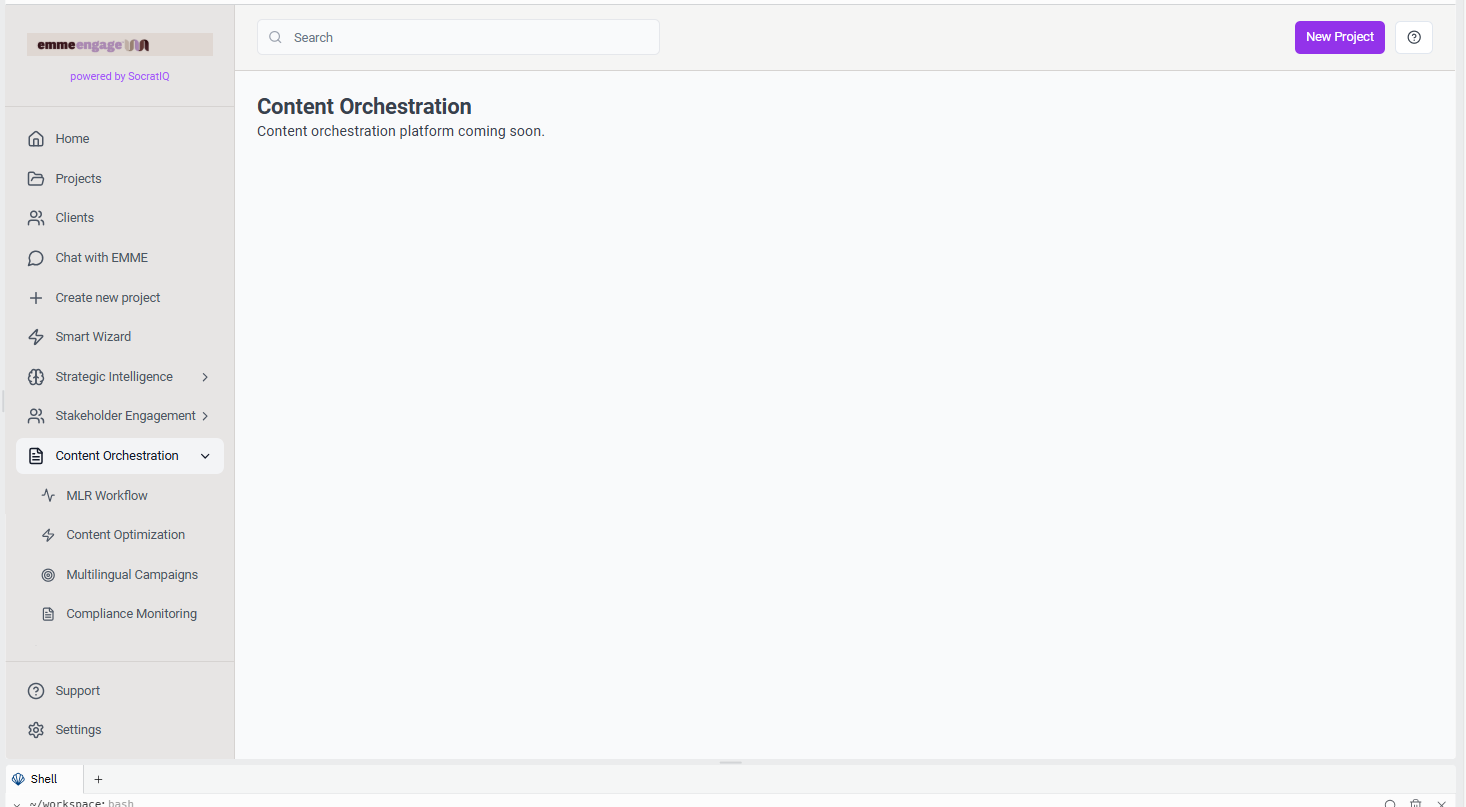 emmeengage
powered by SocratIQ
Search
New Project
Home
Projects
Clients
Chat with EMME
Create new project
Smart Wizard
Strategic Intelligence
Stakeholder Engagement
Content Orchestration
MLR Workflow
Content Optimization
Multilingual Campaigns
Compliance Monitoring
Support
Settings
Content Orchestration
Content orchestration platform coming soon.
Shell
~/workspace: bash